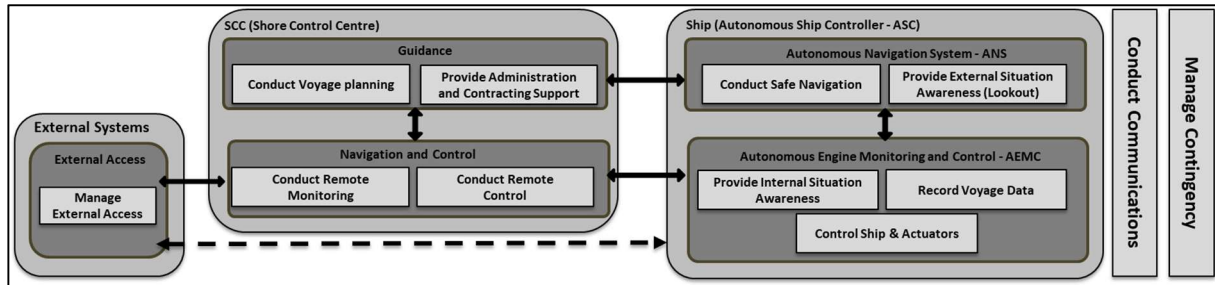 External Systems
External Access
Manage
External Access
SCC (Shore Control Centre)
Guidance
Conduct Voyage planning
Provide Administration
and Contracting Support
Navigation and Control
Conduct Remote
Monitoring
Conduct Remote
Control
Ship (Autonomous Ship Controller - ASC)
Autonomous Navigation System - ANS
Conduct Safe Navigation
Provide External Situation
Awareness (Lookout)
Autonomous Engine Monitoring and Control - AEMC
Provide Internal Situation
Awareness
Record Voyage Data
Control Ship & Actuators
Conduct Communications
Manage Contingency